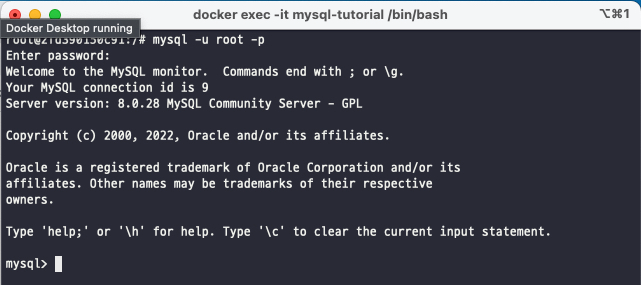 docker exec -it mysql-tutorial /bin/bash
⌥⌘1
Docker Desktop running
# mysql -u root -p
Enter password:
Welcome to the MySQL monitor.  Commands end with ; or \g.
Your MySQL connection id is 9
Server version: 8.0.28 MySQL Community Server - GPL
Copyright (c) 2000, 2022, Oracle and/or its affiliates.
Oracle is a registered trademark of Oracle Corporation and/or its
affiliates. Other names may be trademarks of their respective
owners.
Type 'help;' or '\h' for help. Type '\c' to clear the current input statement.
mysql>